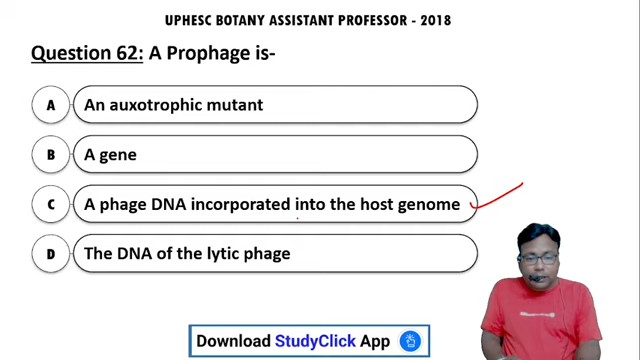 UPHESC BOTANY ASSISTANT PROFESSOR - 2018
Question 62: A Prophage is-
A An auxotrophic mutant
B A gene
C A phage DNA incorporated into the host genome
D The DNA of the lytic phage
Download StudyClick App